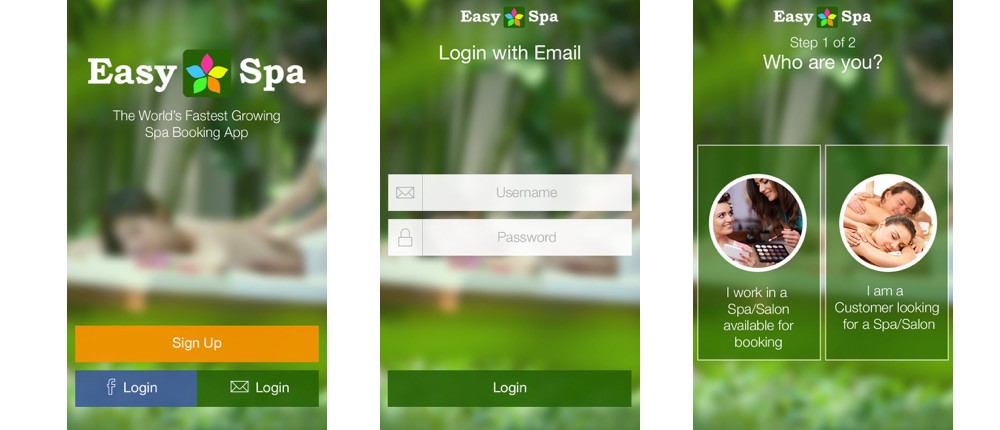 Easy Spa
The World's Fastest Growing
Spa Booking App
Sign Up
f Login
Login
Easy Spa
Login with Email
Username
Password
Login
Easy Spa
Step 1 of 2
Who are you?
I work in a
Spa/Salon
available for
booking
I am a
Customer looking
for a Spa/Salon